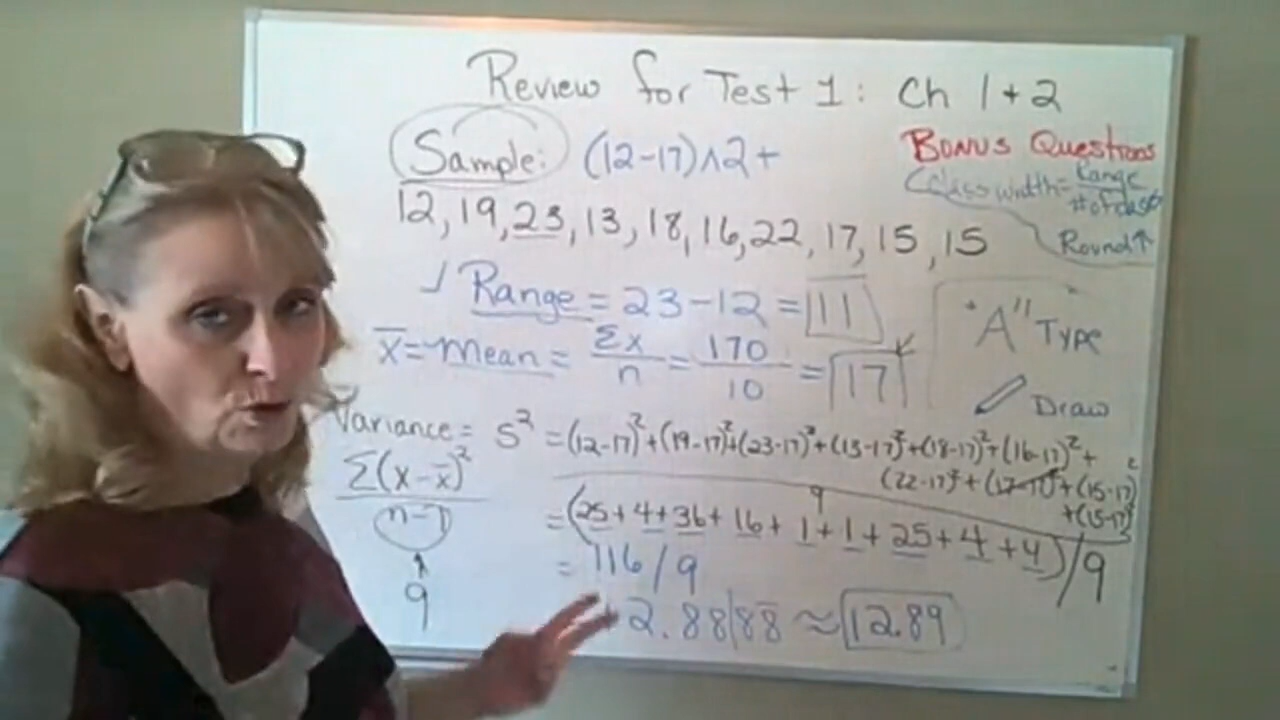 Review for Test 1: Ch 1+2
Sample: (12-17)^2+
Bonus Questions
Class width = Range / # of class
Round↑
12, 19, 23, 13, 18, 16, 22, 17, 15, 15
✓ Range = 23-12 = 11
x̅ = Mean = Σx / n = 170 / 10 = 17
"A" Type
Draw
Variance = S² = (12-17)²+(19-17)²+(23-17)²+(13-17)²+(18-17)²+(16-17)²+
(22-17)²+(17-17)²+(15-17)²
+(15-17)²
Σ(x-x̅)² / n-1
9
9
=(25+4+36+16+1+1+25+4+4)/9
= 116/9
2.88|88 ≈ 12.89